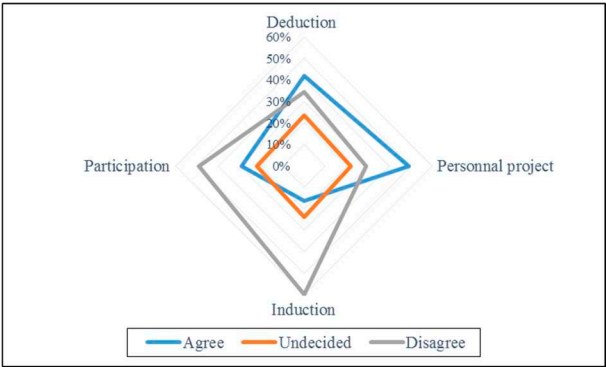 Deduction
60%
50%
40%
30%
20%
10%
0%
Participation
Personnal project
Induction
Agree Undecided Disagree